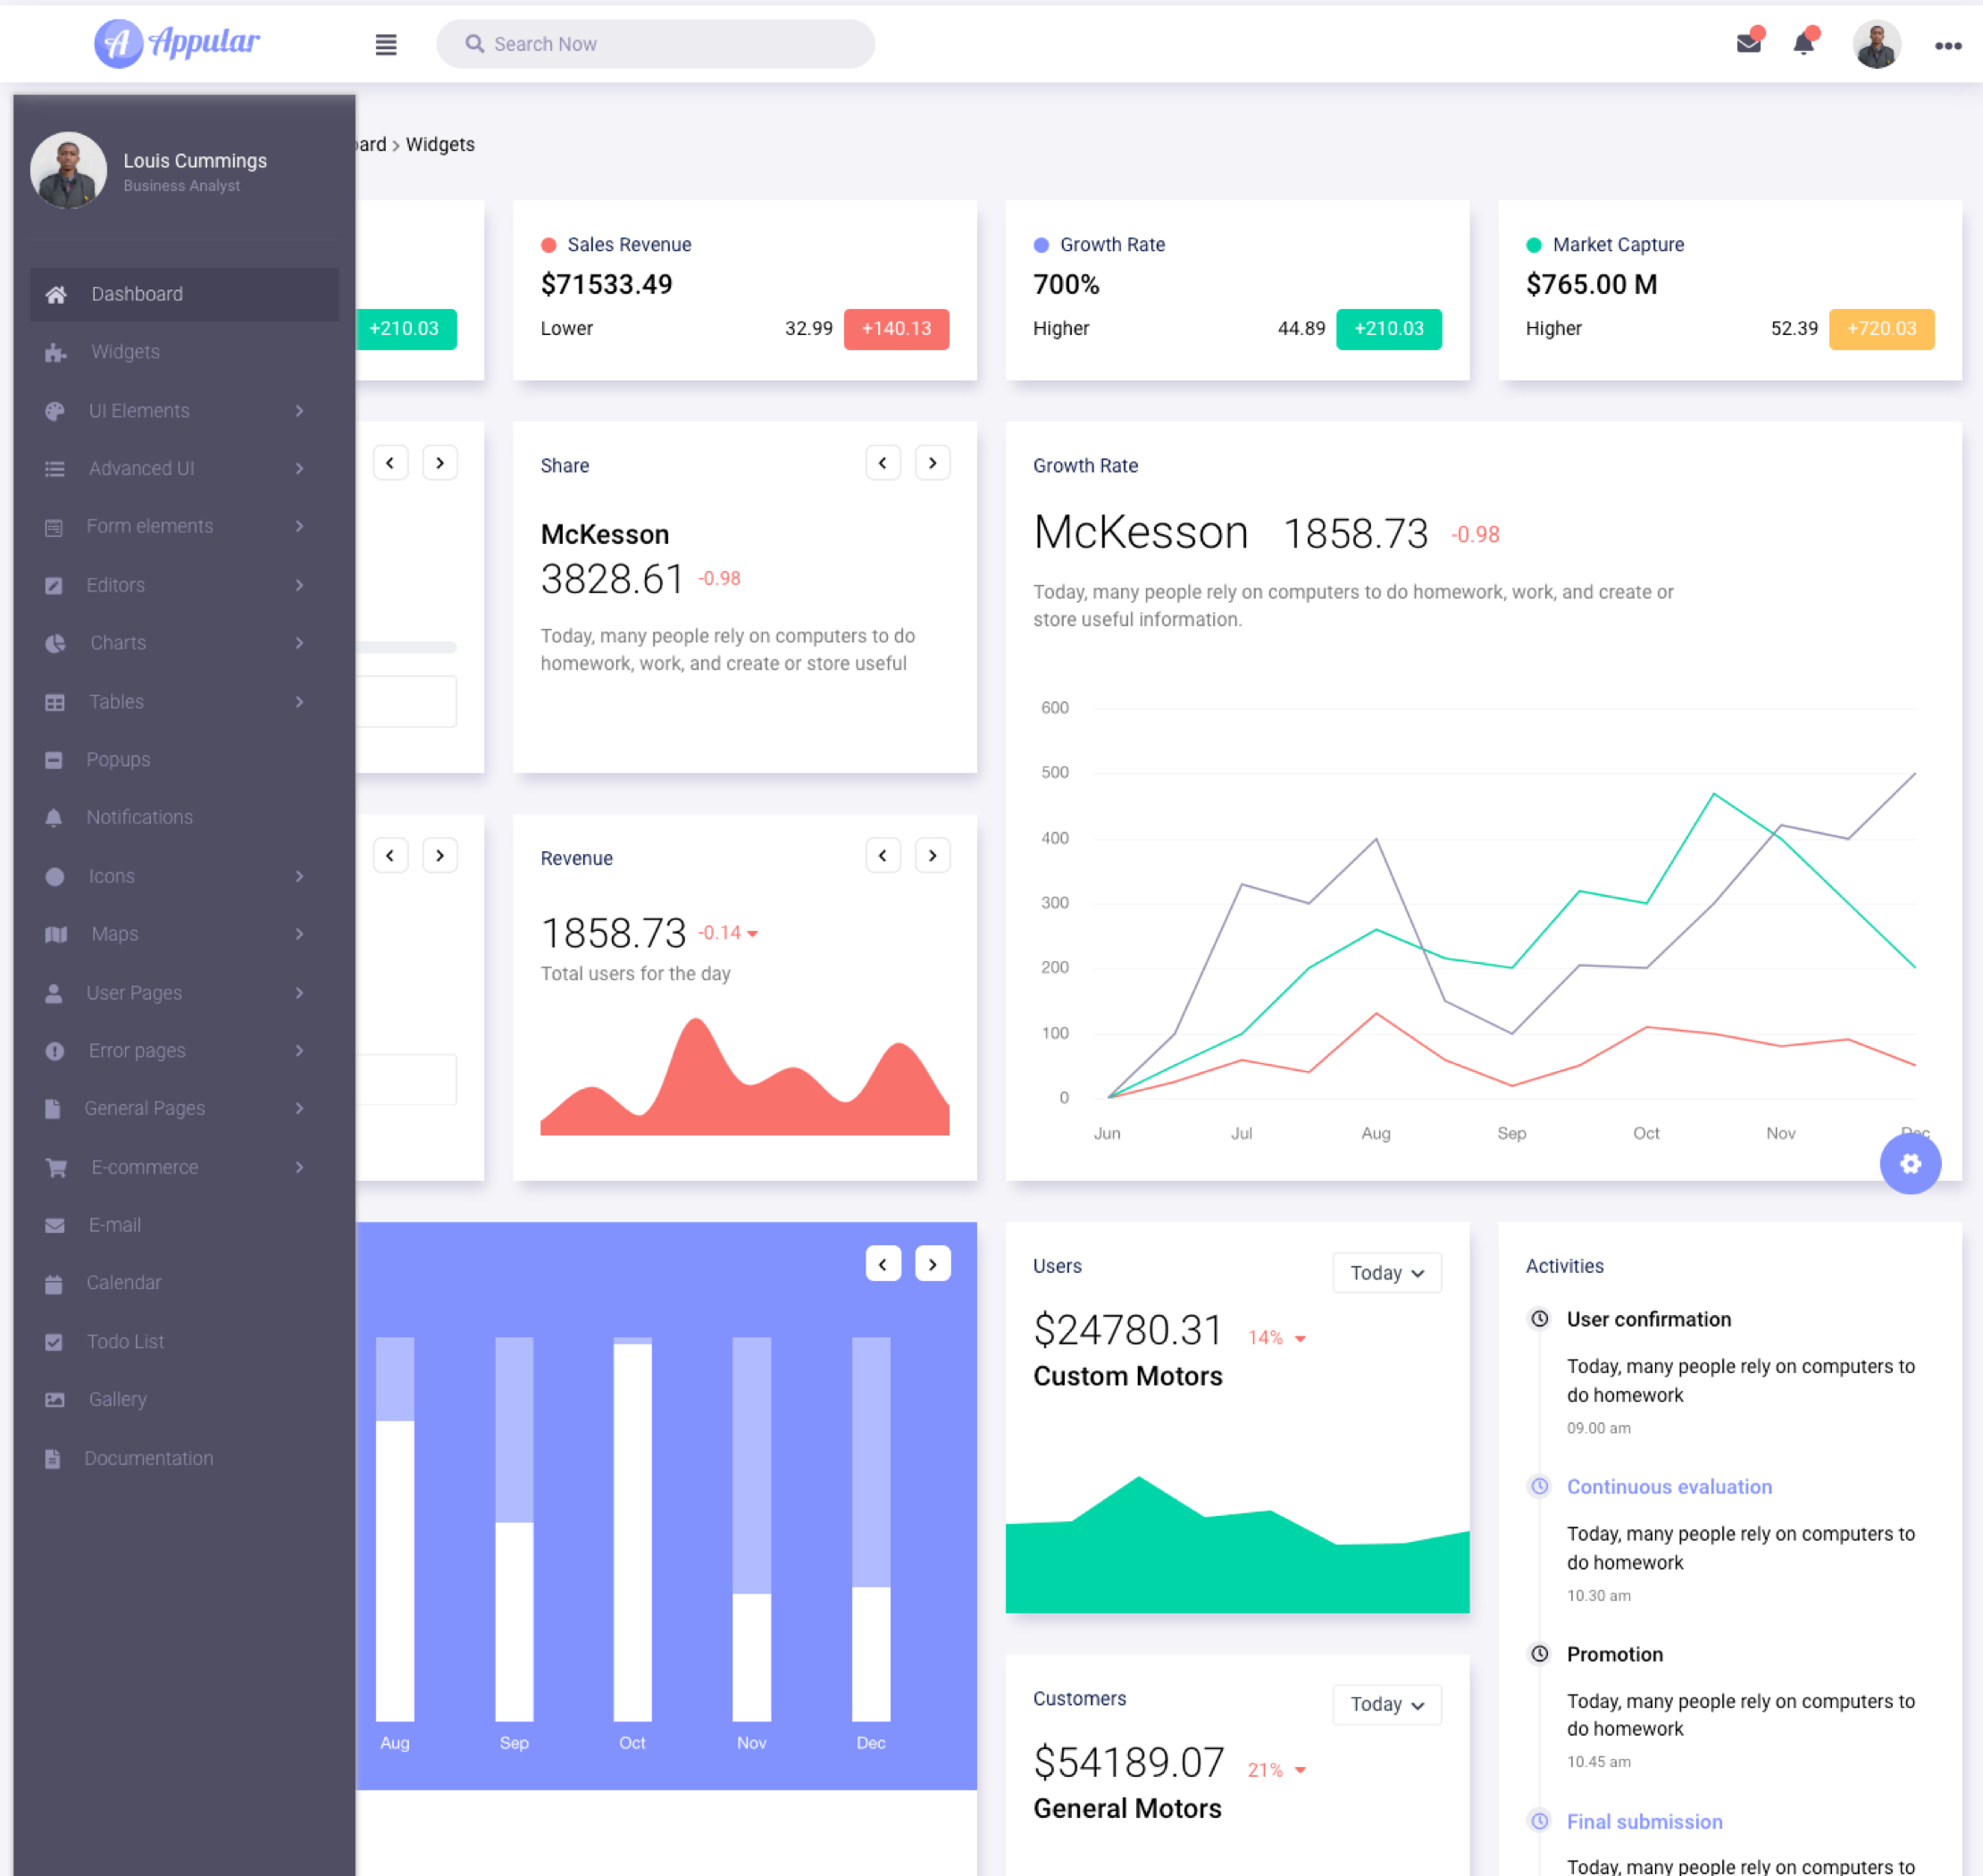 Appular
Search Now
Louis Cummings
Business Analyst
Dashboard
Widgets
UI Elements
Advanced UI
Form elements
Editors
Charts
Tables
Popups
Notifications
Icons
Maps
User Pages
Error pages
General Pages
E-commerce
E-mail
Calendar
Todo List
Gallery
Documentation
> Widgets
+210.03
Sales Revenue
$71533.49
Lower 32.99 +140.13
Growth Rate
700%
Higher 44.89 +210.03
Market Capture
$765.00 M
Higher 52.39 +720.03
Share
McKesson
3828.61 -0.98
Today, many people rely on computers to do
homework, work, and create or store useful
Growth Rate
McKesson 1858.73 -0.98
Today, many people rely on computers to do homework, work, and create or
store useful information.
600
500
400
300
200
100
0
Jun Jul Aug Sep Oct Nov Dec
Revenue
1858.73 -0.14
Total users for the day
Aug Sep Oct Nov Dec
Users
Today
$24780.31 14%
Custom Motors
Customers
Today
$54189.07 21%
General Motors
Activities
User confirmation
Today, many people rely on computers to
do homework
09.00 am
Continuous evaluation
Today, many people rely on computers to
do homework
10.30 am
Promotion
Today, many people rely on computers to
do homework
10.45 am
Final submission
Today, many people rely on computers to